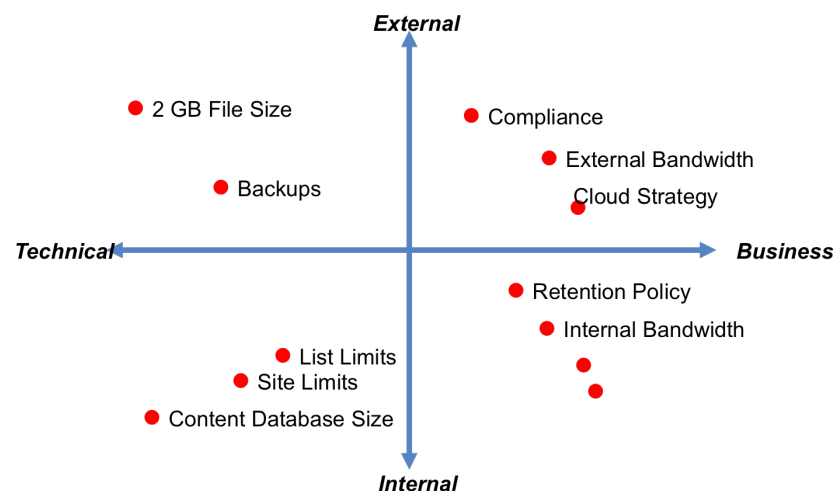 External
2 GB File Size
Compliance
External Bandwidth
Backups
Cloud Strategy
Technical
Business
Retention Policy
Internal Bandwidth
List Limits
Site Limits
Content Database Size
Internal